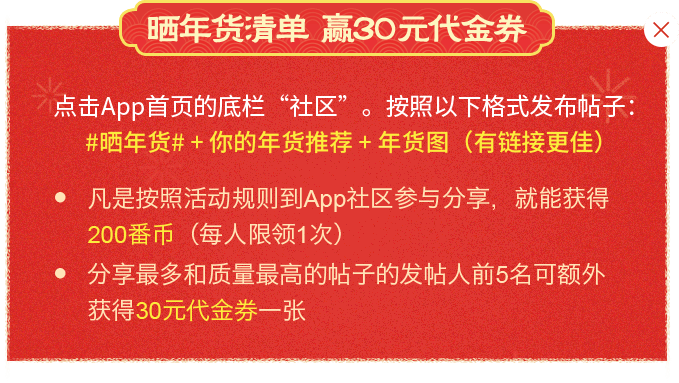 晒年货清单 赢30元代金券
点击App首页的底栏“社区”。按照以下格式发布帖子：
#晒年货#＋你的年货推荐＋年货图（有链接更佳）
● 凡是按照活动规则到App社区参与分享，就能获得
200番币（每人限领1次）
● 分享最多和质量最高的帖子的发帖人前5名可额外
获得30元代金券一张